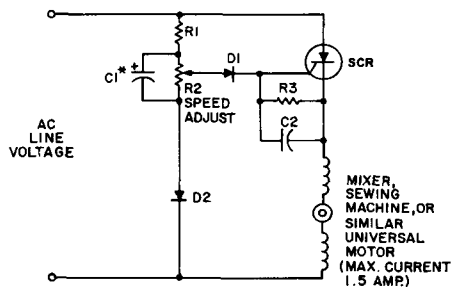 R1
D1
SCR
+
C1*
R2
SPEED
ADJUST
R3
C2
AC
LINE
VOLTAGE
D2
MIXER,
SEWING
MACHINE, OR
SIMILAR
UNIVERSAL
MOTOR
(MAX. CURRENT
1.5 AMP.)